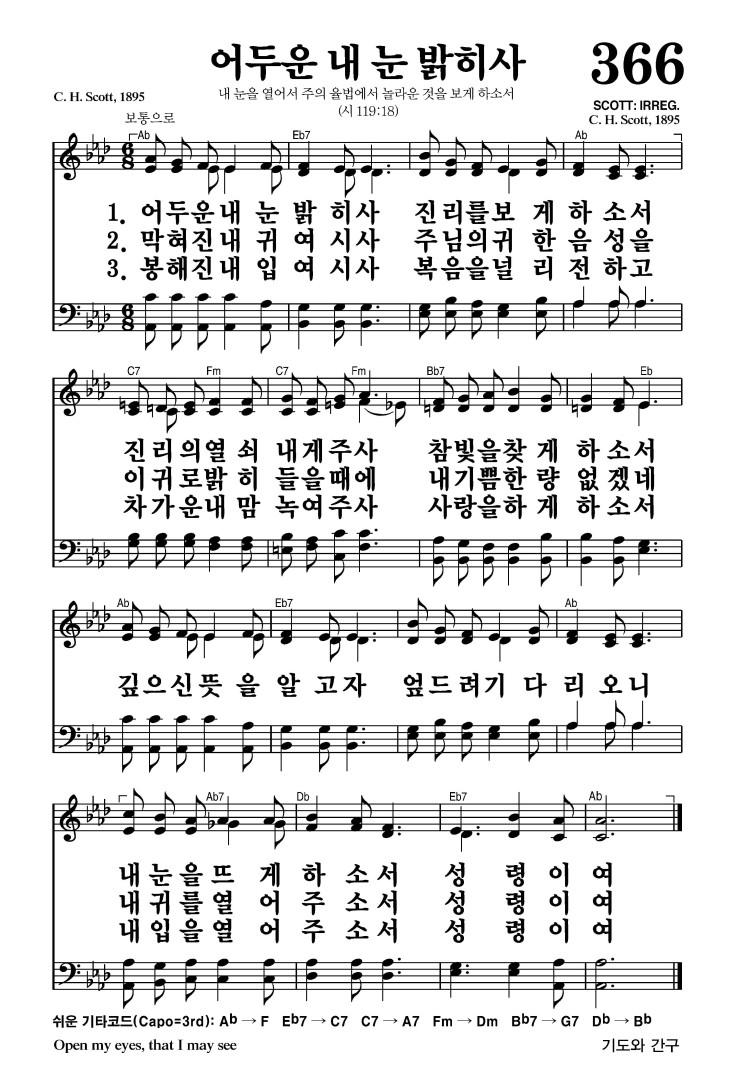 어두운 내 눈 밝히사
366
C. H. Scott, 1895
내 눈을 열어서 주의 율법에서 놀라운 것을 보게 하소서
(시 119:18)
SCOTT: IRREG.
C. H. Scott, 1895
보통으로
Ab Eb7 Ab
1. 어두운내 눈 밝 히사 진리를보 게 하 소서
2. 막혀진내 귀 여 시사 주님의귀 한 음 성을
3. 봉해진내 입 여 시사 복음을널 리 전 하고
C7 Fm C7 Fm Bb7 Eb
진 리 의열 쇠 내게주사 참빛을찾 게 하 소서
이 귀 로밝 히 들을때에 내기쁨한 량 없 겠네
차 가 운내 맘 녹여주사 사랑을하 게 하 소서
Ab Eb7 Ab
깊으신뜻 을 알 고자 엎드려기 다 리 오니
Ab7 Db Eb7 Ab
내 눈 을 뜨 게 하 소 서 성 령 이 여
내 귀 를 열 어 주 소 서 성 령 이 여
내 입 을 열 어 주 소 서 성 령 이 여
쉬운 기타코드(Capo=3rd): Ab → F Eb7 → C7 C7 → A7 Fm → Dm Bb7 → G7 Db → Bb
Open my eyes, that I may see
기도와 간구